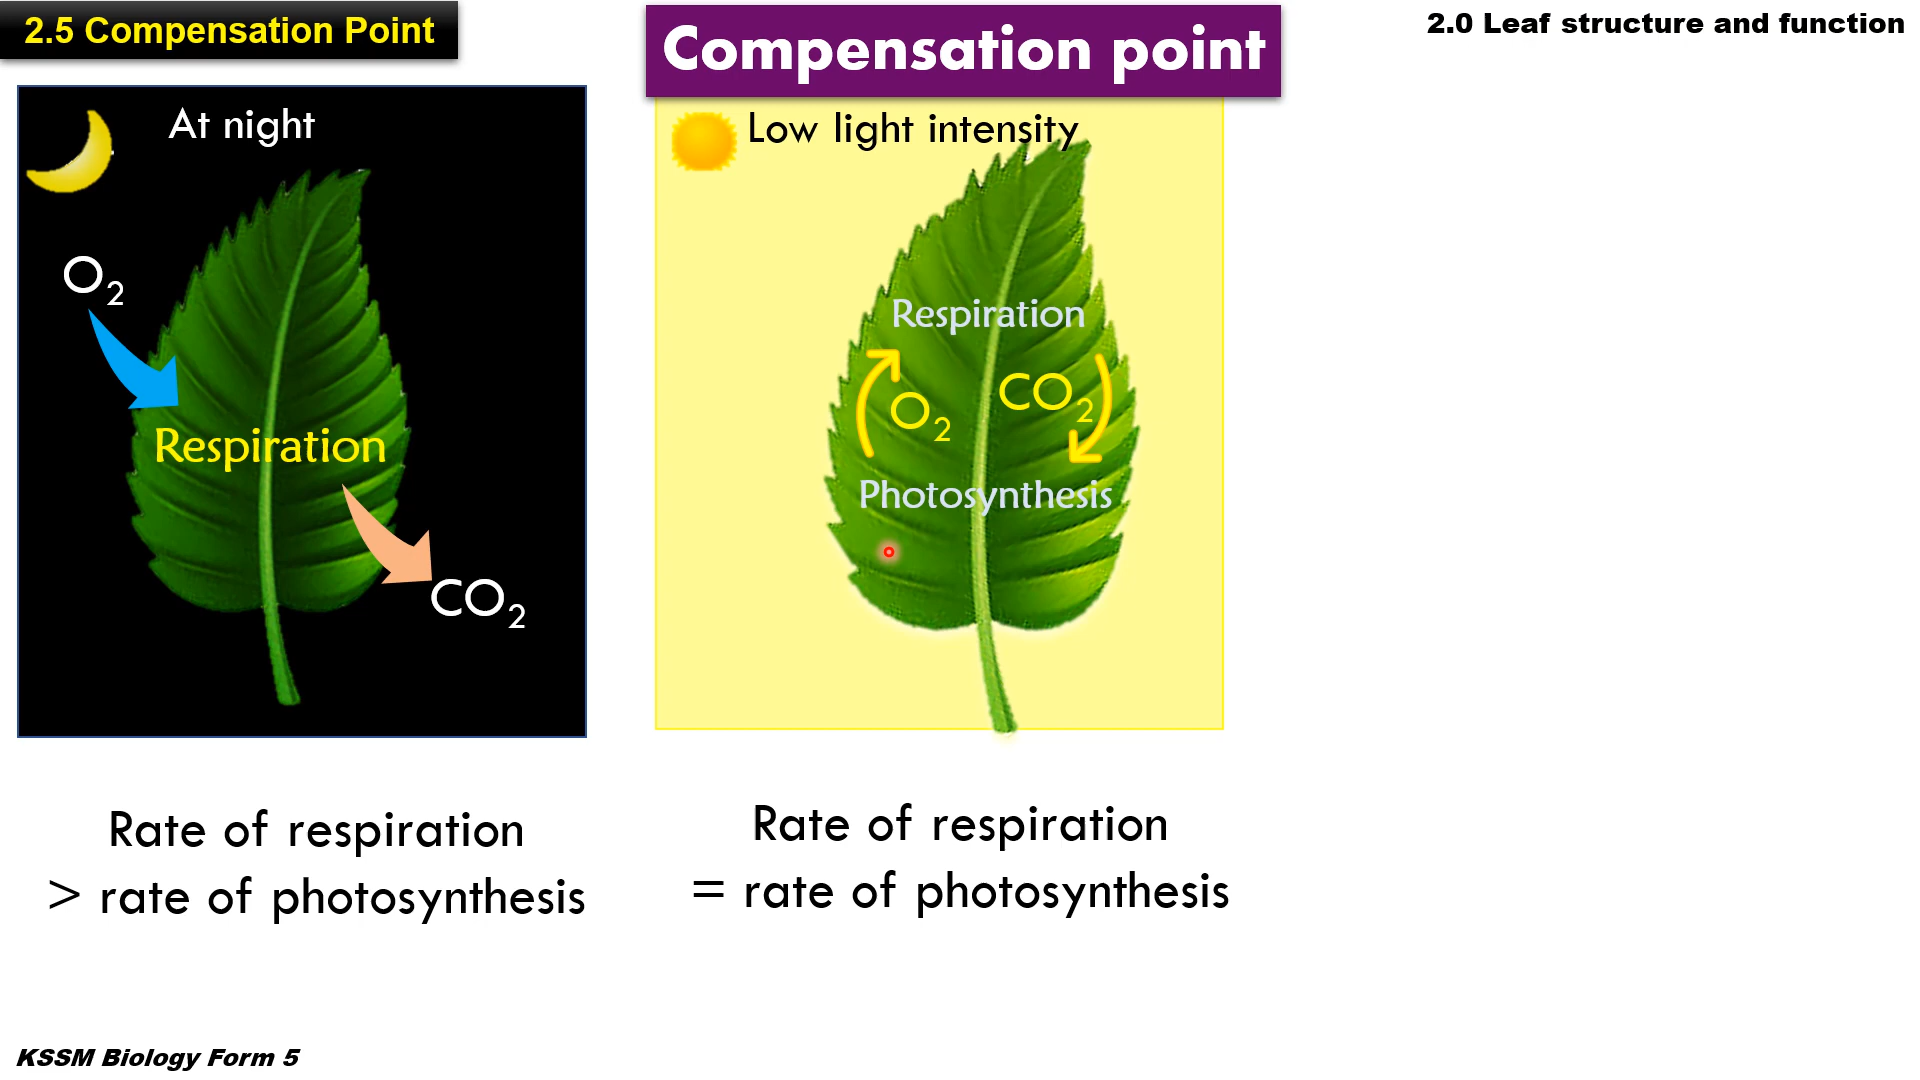 2.5 Compensation Point
Compensation point
2.0 Leaf structure and function
At night
O₂
Respiration
CO₂
Rate of respiration
> rate of photosynthesis
Low light intensity
Respiration
O₂
CO₂
Photosynthesis
Rate of respiration
= rate of photosynthesis
KSSM Biology Form 5